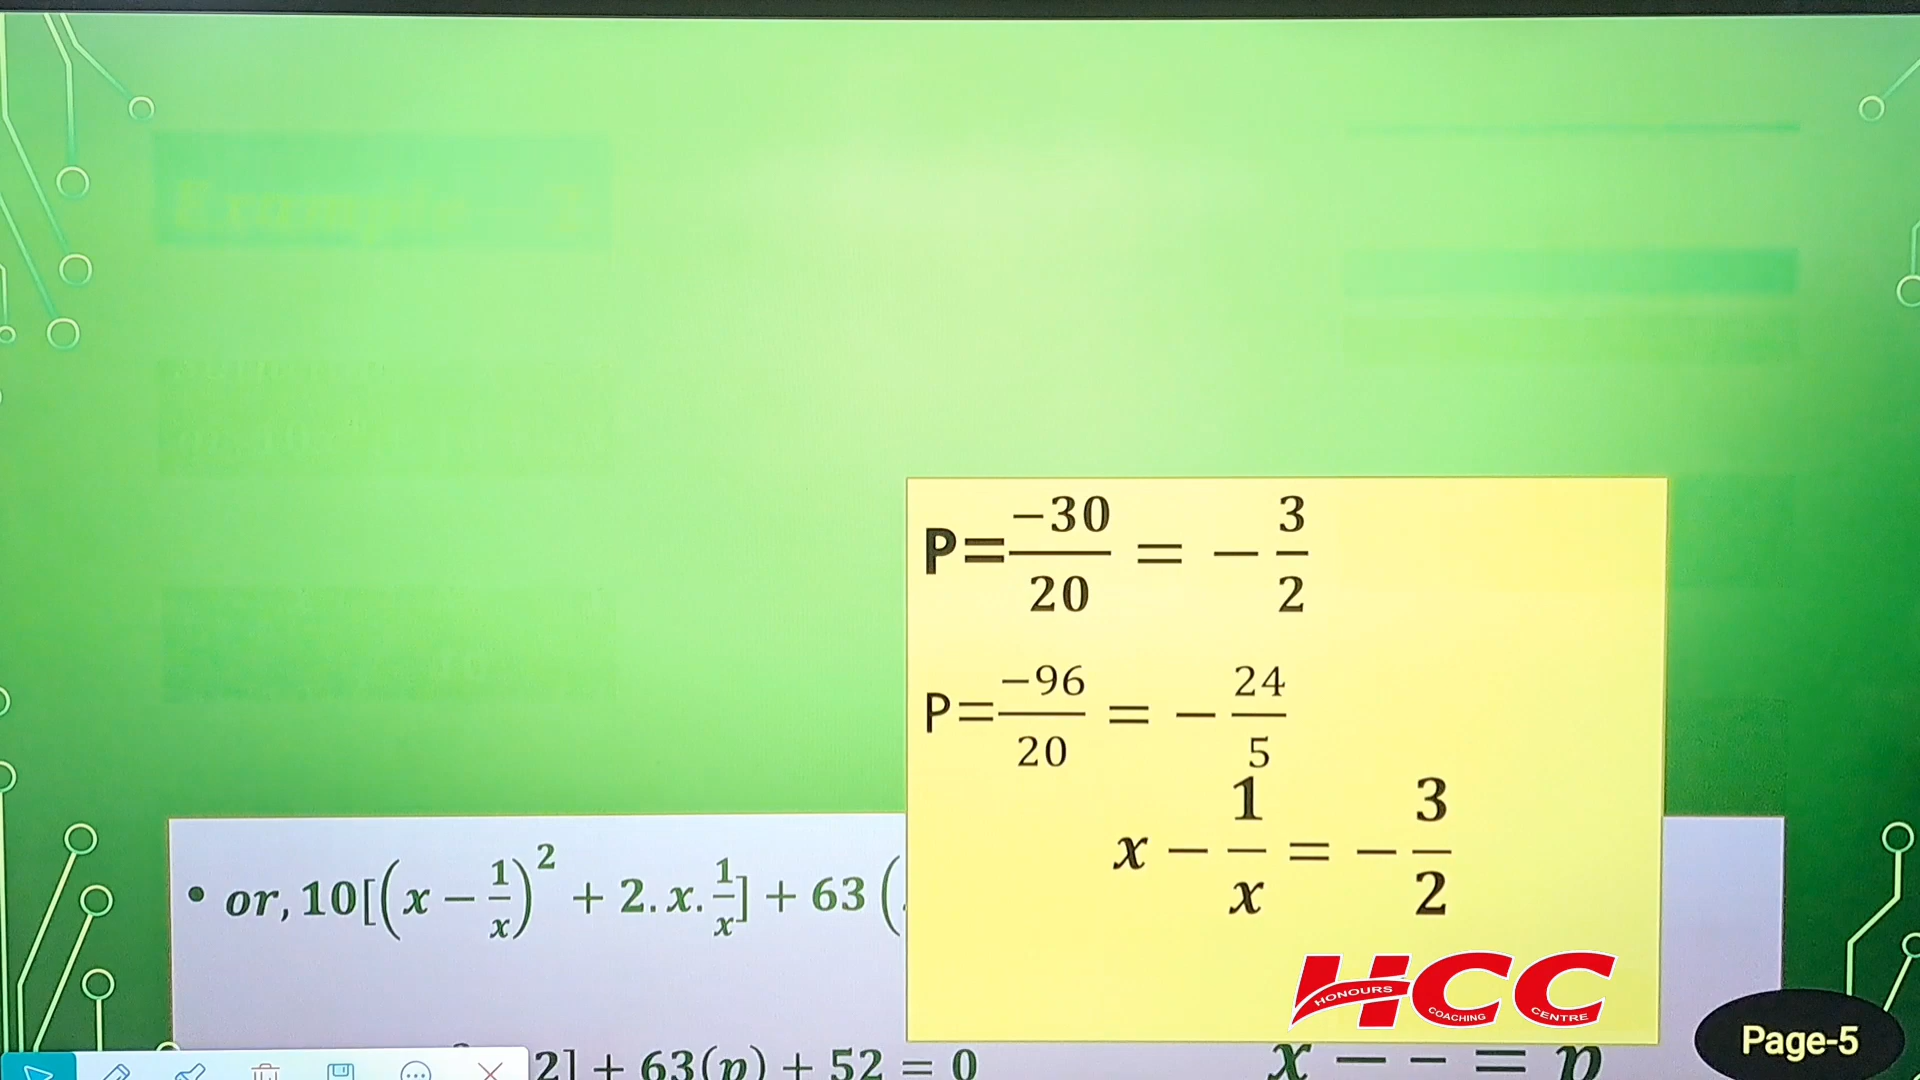 P=−30/20 = −3/2
P=−96/20 = −24/5
x − 1/x = −3/2
• or, 10[(x − 1/x)² + 2. x. 1/x] + 63 (
2] + 63(p) + 52 = 0
x − − = p
HCC
HONOURS COACHING CENTRE
Page-5